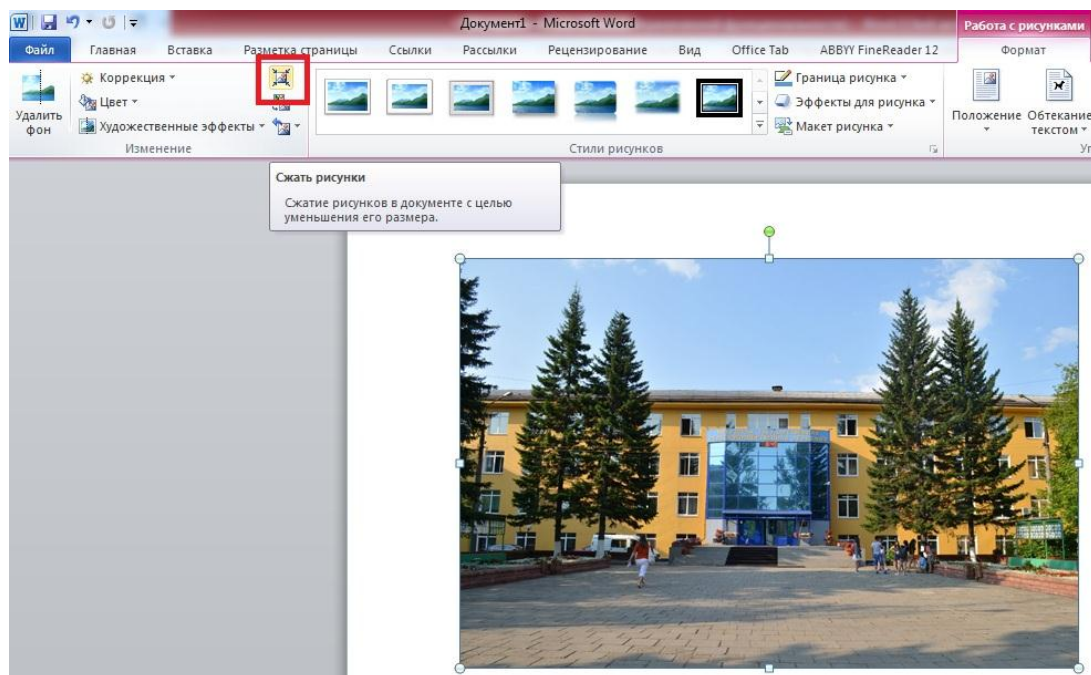 Документ1 - Microsoft Word
Работа с рисунками
Файл Главная Вставка Разметка страницы Ссылки Рассылки Рецензирование Вид Office Tab ABBYY FineReader 12 Формат
Удалить фон
Коррекция
Цвет
Художественные эффекты
Изменение
Граница рисунка
Эффекты для рисунка
Макет рисунка
Стили рисунков
Положение
Обтекание
текстом
Сжать рисунки
Сжатие рисунков в документе с целью
уменьшения его размера.